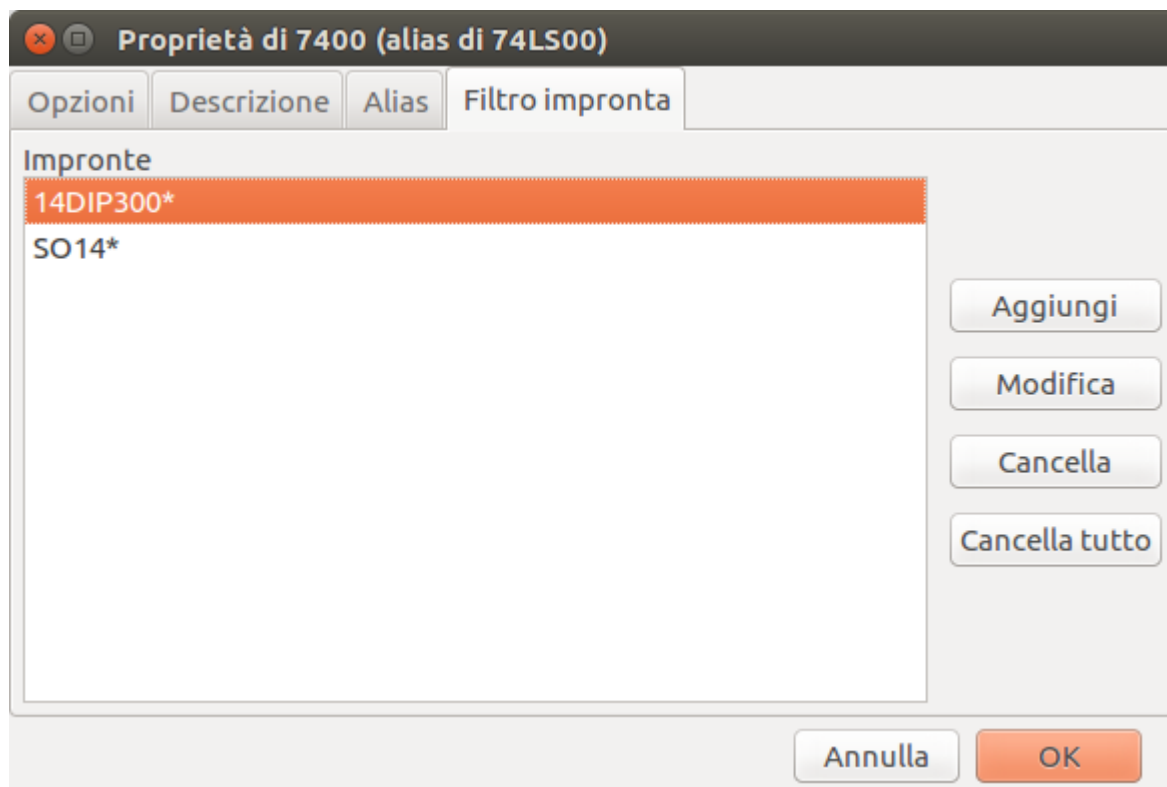 Proprietà di 7400 (alias di 74LS00)
Opzioni Descrizione Alias Filtro impronta
Impronte
14DIP300*
SO14*
Aggiungi
Modifica
Cancella
Cancella tutto
Annulla OK